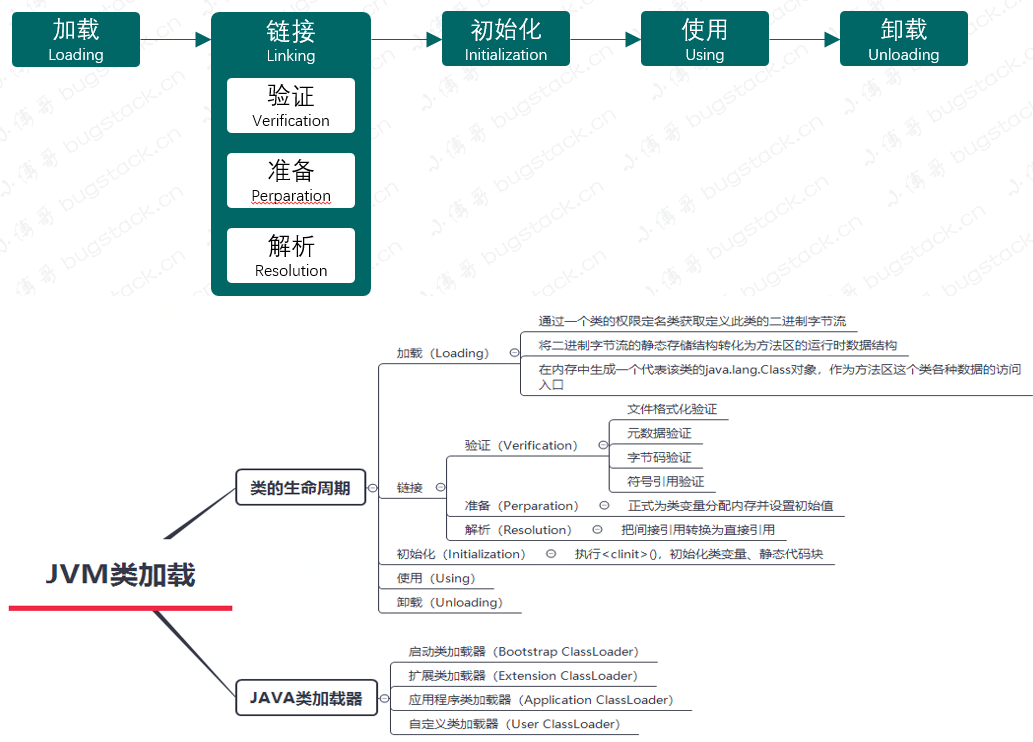 加载
Loading
链接
Linking
验证
Verification
准备
Perparation
解析
Resolution
初始化
Initialization
使用
Using
卸载
Unloading
小傅哥 bugstack.cn
JVM类加载
类的生命周期
加载（Loading）
通过一个类的权限定名类获取定义此类的二进制字节流
将二进制字节流的静态存储结构转化为方法区的运行时数据结构
在内存中生成一个代表该类的java.lang.Class对象，作为方法区这个类各种数据的访问
入口
链接
验证（Verification）
文件格式化验证
元数据验证
字节码验证
符号引用验证
准备（Perparation）
正式为类变量分配内存并设置初始值
解析（Resolution）
把间接引用转换为直接引用
初始化（Initialization）
执行<clinit>()，初始化类变量、静态代码块
使用（Using）
卸载（Unloading）
JAVA类加载器
启动类加载器（Bootstrap ClassLoader）
扩展类加载器（Extension ClassLoader）
应用程序类加载器（Application ClassLoader）
自定义类加载器（User ClassLoader）